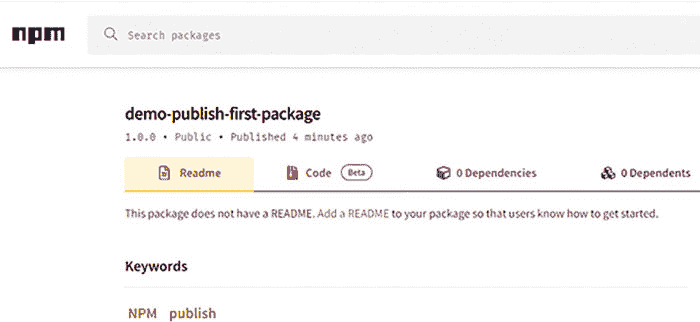 npm Search packages
demo-publish-first-package
1.0.0 • Public • Published 4 minutes ago
Readme Code Beta 0 Dependencies 0 Dependents
This package does not have a README. Add a README to your package so that users know how to get started.
Keywords
NPM publish